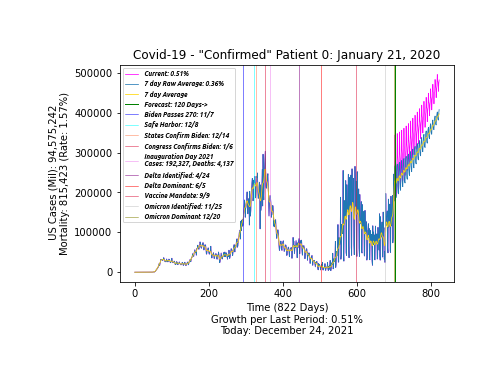 Covid-19 - "Confirmed" Patient 0: January 21, 2020
US Cases (Mil): 94,575,242
Mortality: 815,423 (Rate: 1.57%)
500000
400000
300000
200000
100000
0
Current: 0.51%
7 day Raw Average: 0.36%
7 day Average
Forecast: 120 Days->
Biden Passes 270: 11/7
Safe Harbor: 12/8
States Confirm Biden: 12/14
Congress Confirms Biden: 1/6
Inauguration Day 2021
Cases: 192,327, Deaths: 4,137
Delta Identified: 4/24
Delta Dominant: 6/5
Vaccine Mandate: 9/9
Omicron Identified: 11/25
Omicron Dominant 12/20
0 200 400 600 800
Time (822 Days)
Growth per Last Period: 0.51%
Today: December 24, 2021